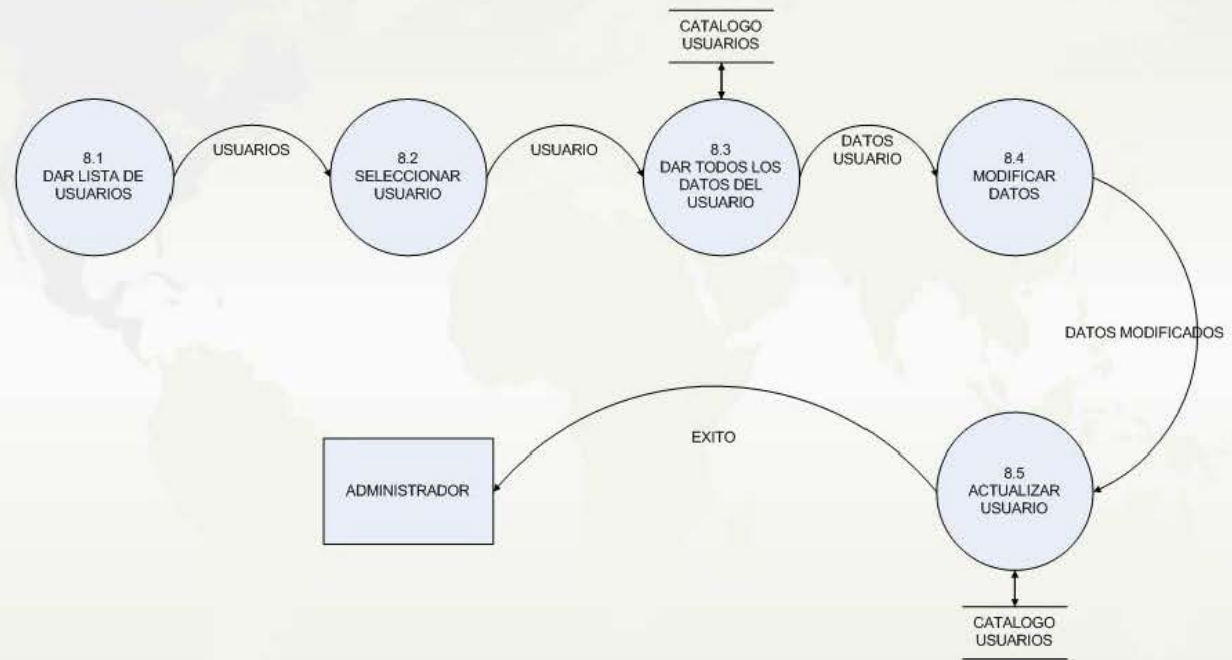 CATALOGO
USUARIOS
8.1
DAR LISTA DE
USUARIOS
USUARIOS
8.2
SELECCIONAR
USUARIO
USUARIO
8.3
DAR TODOS LOS
DATOS DEL
USUARIO
DATOS
USUARIO
8.4
MODIFICAR
DATOS
DATOS MODIFICADOS
EXITO
ADMINISTRADOR
8.5
ACTUALIZAR
USUARIO
CATALOGO
USUARIOS